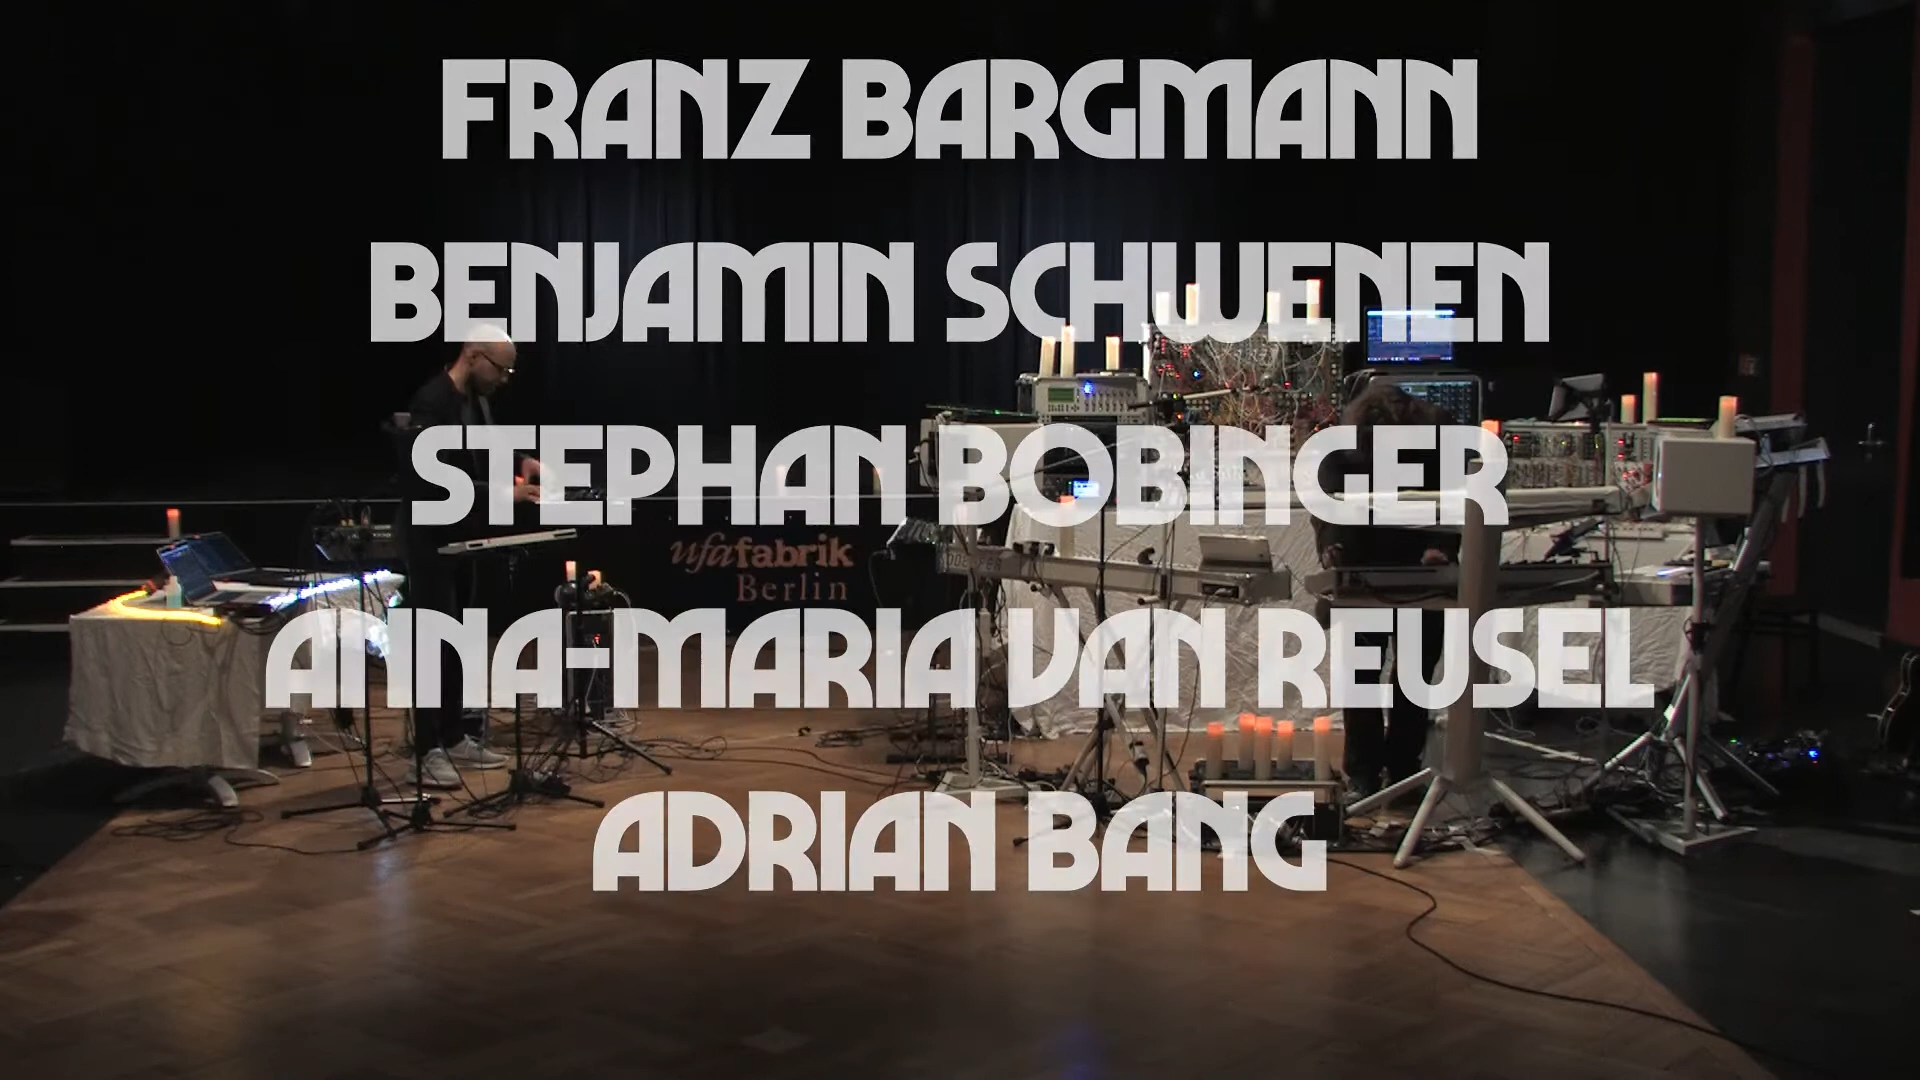 FRANZ BARGMANN
BENJAMIN SCHWENEN
STEPHAN BOBINGER
ufafabrik
Berlin
ANNA-MARIA VAN REUSEL
ADRIAN BANG